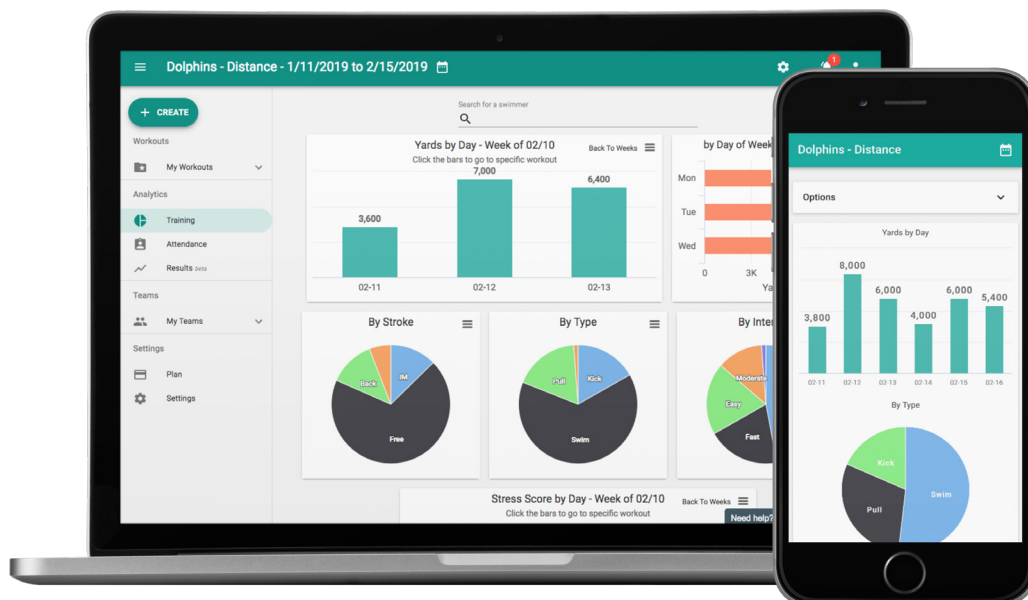 Dolphins - Distance - 1/11/2019 to 2/15/2019
1
+ CREATE
Workouts
My Workouts
Analytics
Training
Attendance
Results beta
Teams
My Teams
Settings
Plan
Settings
Search for a swimmer
Yards by Day - Week of 02/10
Back To Weeks
Click the bars to go to specific workout
3,600
7,000
6,400
02-11
02-12
02-13
by Day of Week
Mon
Tue
Wed
0
3K
Ya
By Stroke
Back
IM
Free
By Type
Pull
Kick
Swim
By Inten
Moderate
Easy
Fast
Stress Score by Day - Week of 02/10
Back To Weeks
Click the bars to go to specific workout
Need help?
Dolphins - Distance
Options
Yards by Day
3,800
8,000
6,000
4,000
6,000
5,400
02-11
02-12
02-13
02-14
02-15
02-16
By Type
Kick
Swim
Pull